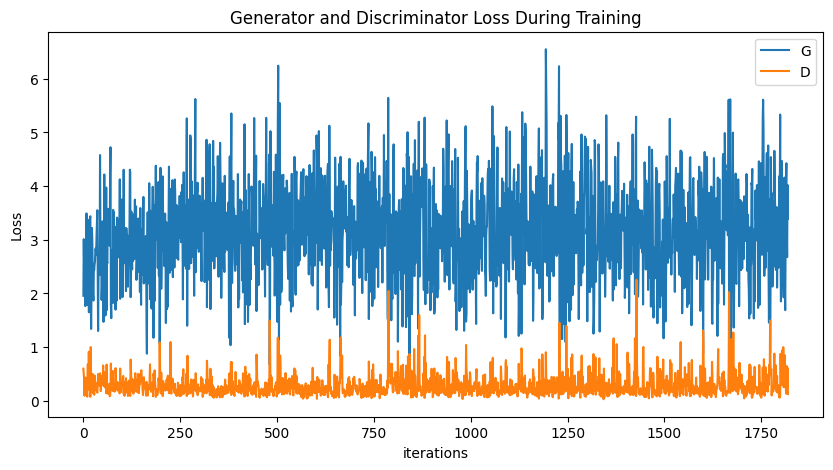 Generator and Discriminator Loss During Training
G
D
6
5
4
3
2
1
0
Loss
0 250 500 750 1000 1250 1500 1750
iterations